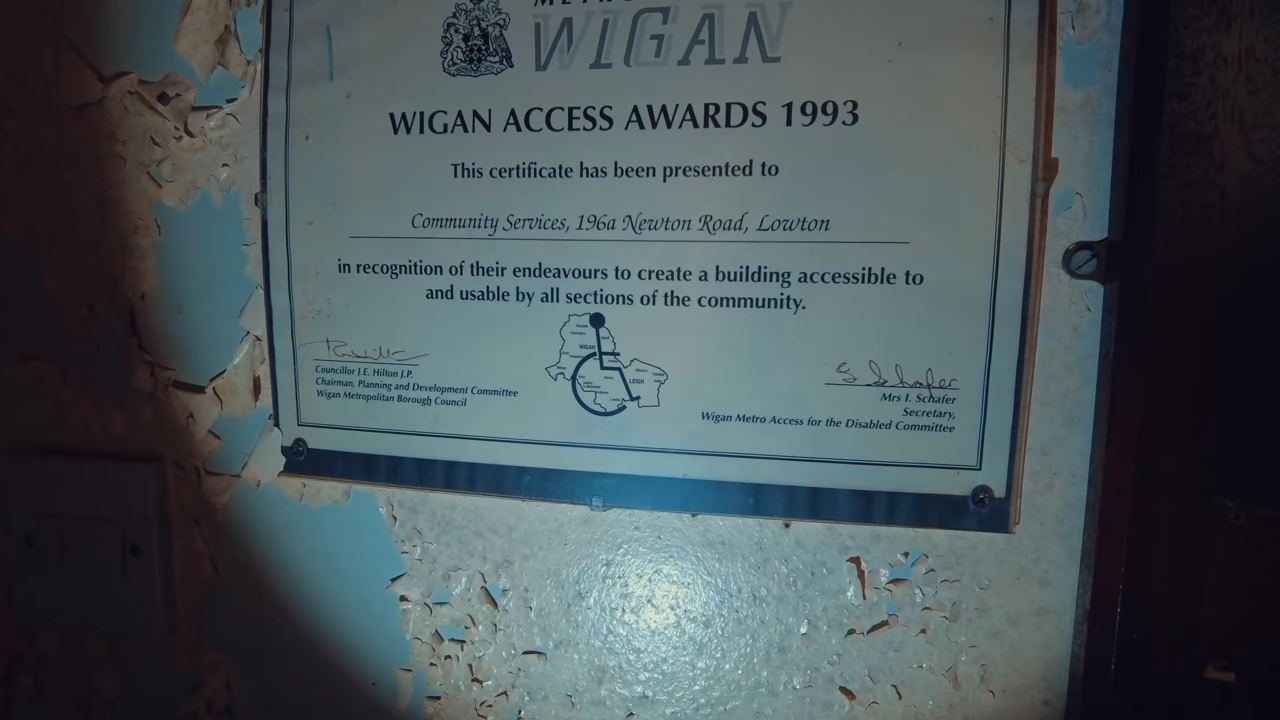 WIGAN
WIGAN ACCESS AWARDS 1993
This certificate has been presented to
Community Services, 196a Newton Road, Lowton
in recognition of their endeavours to create a building accessible to
and usable by all sections of the community.
WIGAN
LEIGH
Councillor J.E. Hilton J.P.
Chairman, Planning and Development Committee
Wigan Metropolitan Borough Council
Mrs I. Schafer
Secretary,
Wigan Metro Access for the Disabled Committee